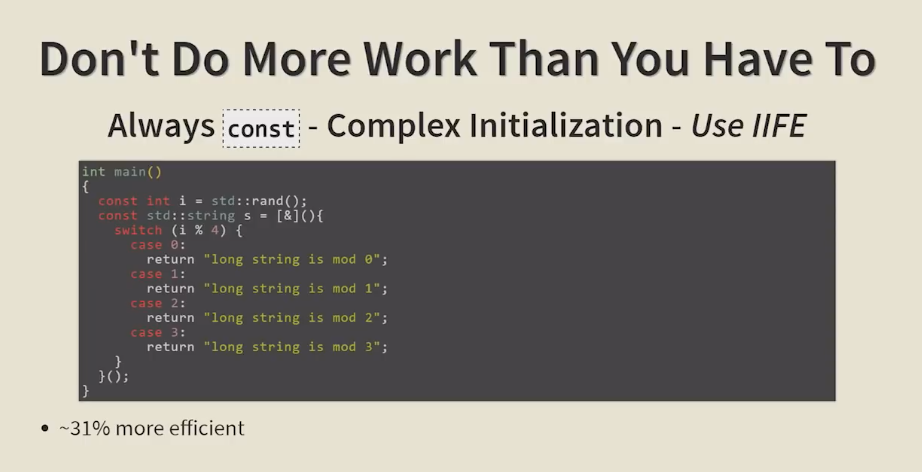 Don't Do More Work Than You Have To
Always const - Complex Initialization - Use IIFE
int main()
{
  const int i = std::rand();
  const std::string s = [&](){
    switch (i % 4) {
      case 0:
        return "long string is mod 0";
      case 1:
        return "long string is mod 1";
      case 2:
        return "long string is mod 2";
      case 3:
        return "long string is mod 3";
    }
  }();
}
• ~31% more efficient